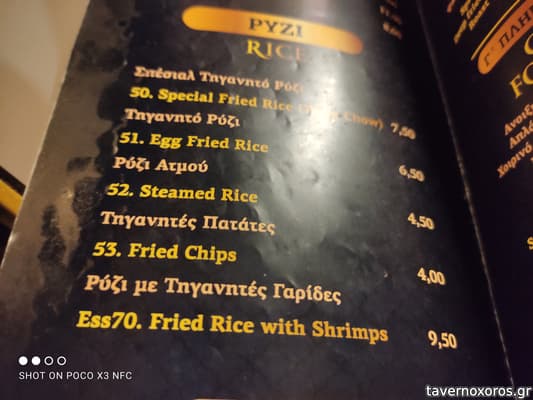 ΡΥΖΙ
RICE
Σπέσιαλ Τηγανητό Ρύζι
50. Special Fried Rice Chow) 7,50
Τηγανητό Ρύζι
51. Egg Fried Rice 6,50
Ρύζι Ατμού
52. Steamed Rice 4,50
Τηγανητές Πατάτες
53. Fried Chips 4,00
Ρύζι με Τηγανητές Γαρίδες
Ess70. Fried Rice with Shrimps 9,50
SHOT ON POCO X3 NFC
tavernoxoros.gr